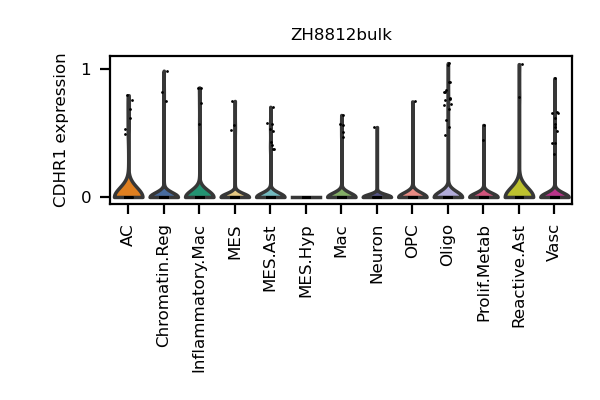 ZH8812bulk
CDHR1 expression
1
0
AC
Chromatin.Reg
Inflammatory.Mac
MES
MES.Ast
MES.Hyp
Mac
Neuron
OPC
Oligo
Prolif.Metab
Reactive.Ast
Vasc